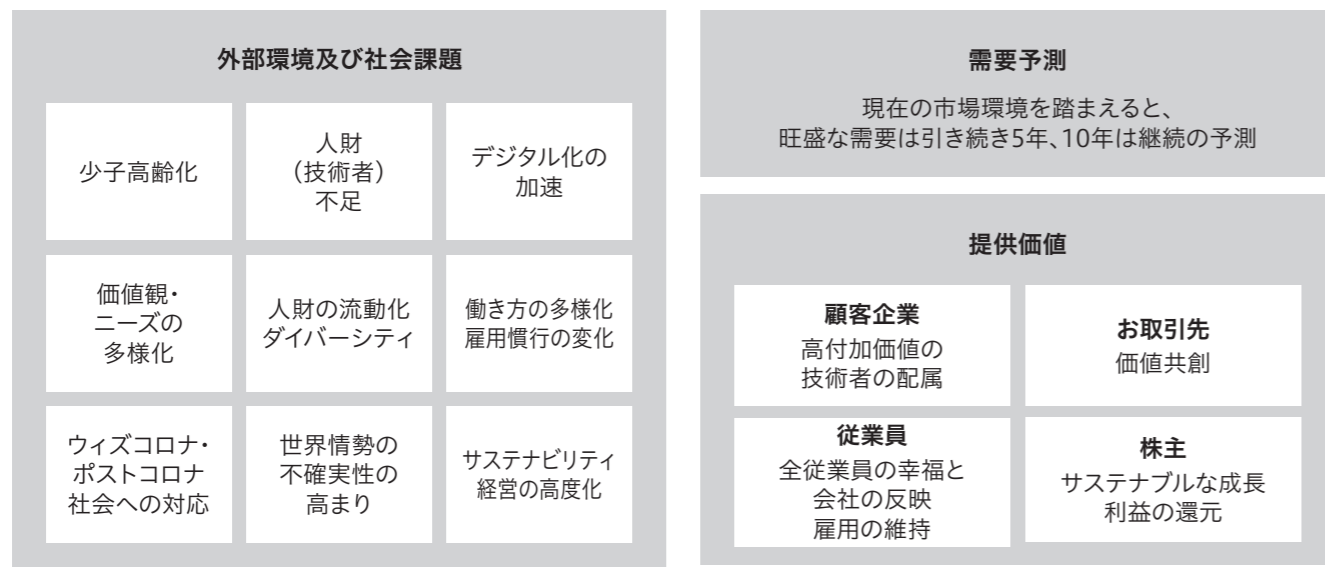 外部環境及び社会課題
少子高齢化
人財
（技術者）
不足
デジタル化の
加速
価値観・
ニーズの
多様化
人財の流動化
ダイバーシティ
働き方の多様化
雇用慣行の変化
ウィズコロナ・
ポストコロナ
社会への対応
世界情勢の
不確実性の
高まり
サステナビリティ
経営の高度化
需要予測
現在の市場環境を踏まえると、
旺盛な需要は引き続き5年、10年は継続の予測
提供価値
顧客企業
高付加価値の
技術者の配属
お取引先
価値共創
従業員
全従業員の幸福と
会社の反映
雇用の維持
株主
サステナブルな成長
利益の還元